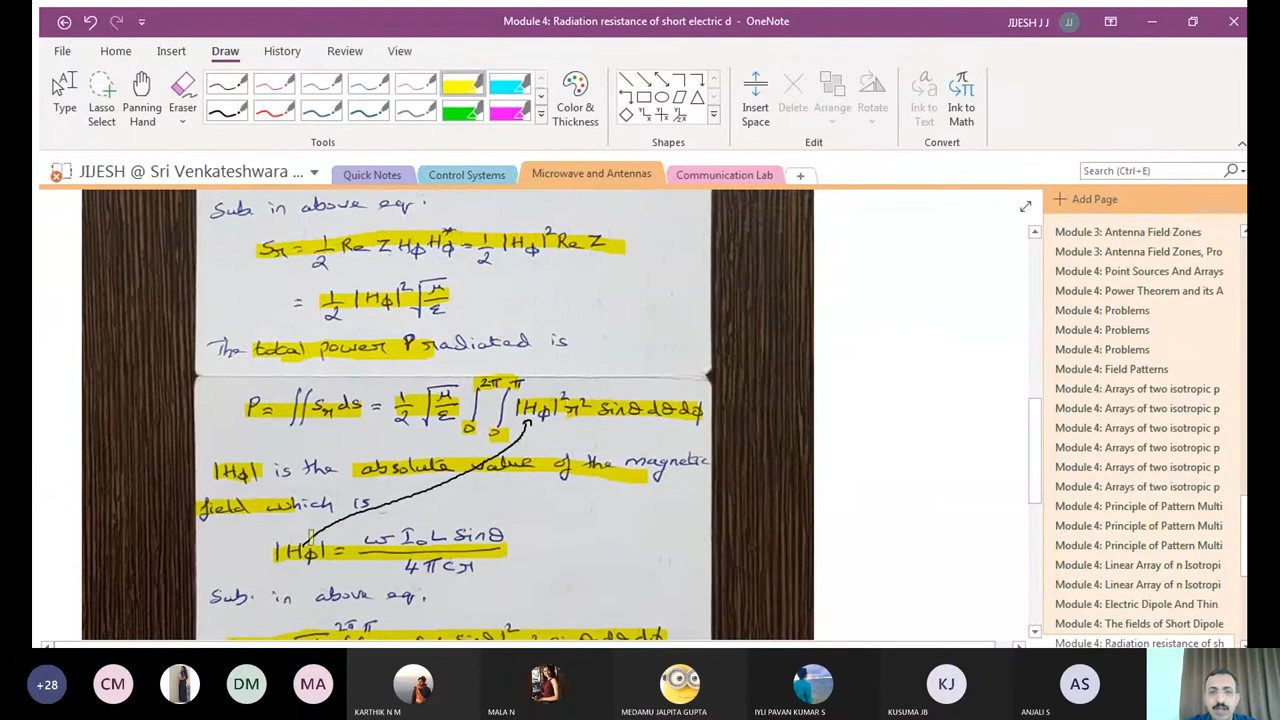 Module 4: Radiation resistance of short electric d - OneNote
JIJESH J J
JJ
File Home Insert Draw History Review View
Type
Lasso Select
Panning Hand
Eraser
Color & Thickness
Insert Space
Delete
Arrange
Rotate
Ink to Text
Ink to Math
Tools
Shapes
Edit
Convert
JIJESH @ Sri Venkateshwara ...
Quick Notes
Control Systems
Microwave and Antennas
Communication Lab
Search (Ctrl+E)
Sub in above eq.
Sr = 1/2 Re Z Hϕ Hϕ* = 1/2 |Hϕ|² Re Z
= 1/2 |Hϕ|² √(μ/ε)
The total power P radiated is
P = ∬ Sr ds = 1/2 √(μ/ε) ∫₀^2π ∫₀^π |Hϕ|² r² sinθ dθ dϕ
|Hϕ| is the absolute value of the magnetic
field which is
|Hϕ| = ω I₀ L Sinθ / 4πcr
Sub. in above eq.
Add Page
Module 3: Antenna Field Zones
Module 3: Antenna Field Zones, Pro
Module 4: Point Sources And Arrays
Module 4: Power Theorem and its A
Module 4: Problems
Module 4: Problems
Module 4: Problems
Module 4: Field Patterns
Module 4: Arrays of two isotropic p
Module 4: Arrays of two isotropic p
Module 4: Arrays of two isotropic p
Module 4: Arrays of two isotropic p
Module 4: Arrays of two isotropic p
Module 4: Arrays of two isotropic p
Module 4: Principle of Pattern Multi
Module 4: Principle of Pattern Multi
Module 4: Principle of Pattern Multi
Module 4: Linear Array of n Isotropi
Module 4: Linear Array of n Isotropi
Module 4: Electric Dipole And Thin
Module 4: The fields of Short Dipole
Module 4: Radiation resistance of sh
+28
CM
DM
MA
KARTHIK N M
MALA N
MEDAMU JALPITA GUPTA
IYLI PAVAN KUMAR S
KJ
KUSUMA JB
AS
ANJALI S